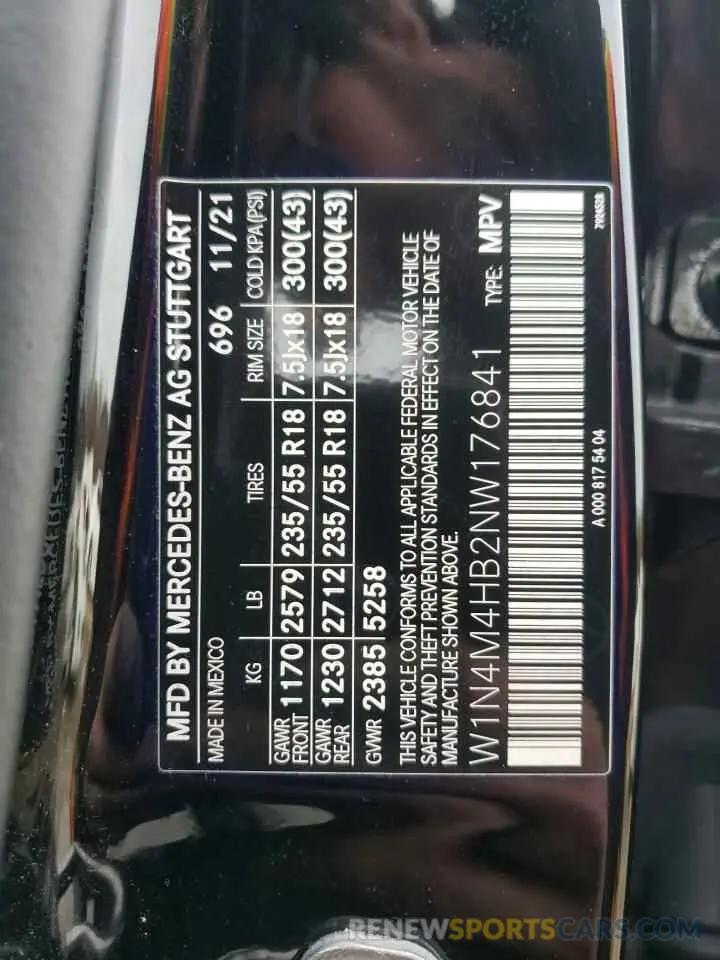 MFD BY MERCEDES-BENZ AG STUTTGART
MADE IN MEXICO 696 11/21
KG LB TIRES RIM SIZE COLD KPA(PSI)
GAWR FRONT 1170 2579 235/55 R18 7.5Jx18 300(43)
GAWR REAR 1230 2712 235/55 R18 7.5Jx18 300(43)
GVWR 2385 5258
THIS VEHICLE CONFORMS TO ALL APPLICABLE FEDERAL MOTOR VEHICLE
SAFETY AND THEFT PREVENTION STANDARDS IN EFFECT ON THE DATE OF
MANUFACTURE SHOWN ABOVE.
W1N4M4HB2NW176841 TYPE: MPV
A 000 817 54 04 7924528
RENEWSPORTSCARS.COM